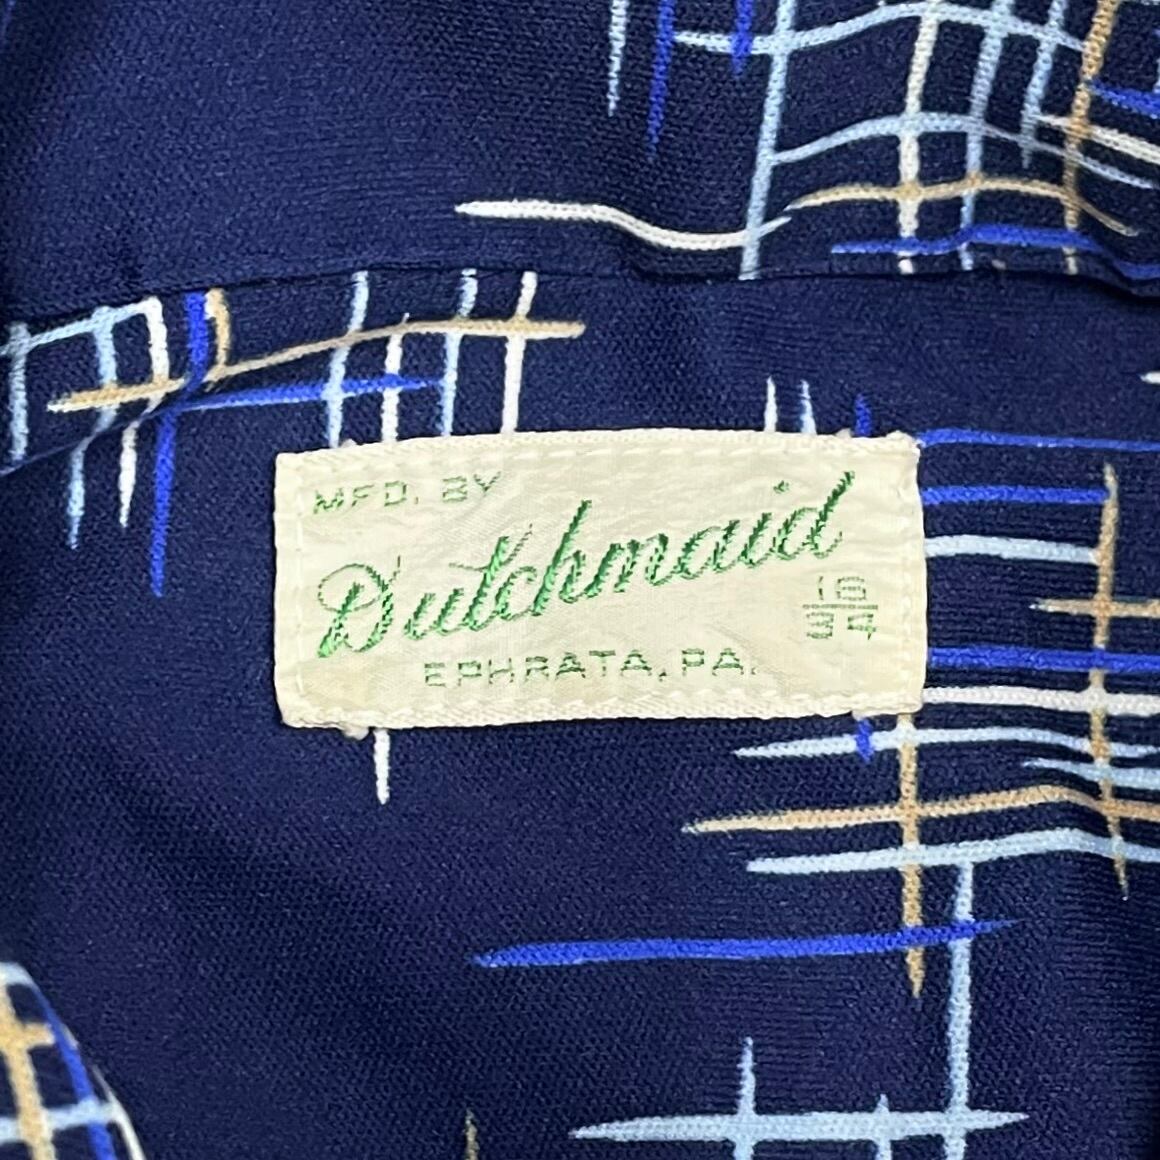 MFD. BY
Dutchmaid
16
34
EPHRATA, PA.